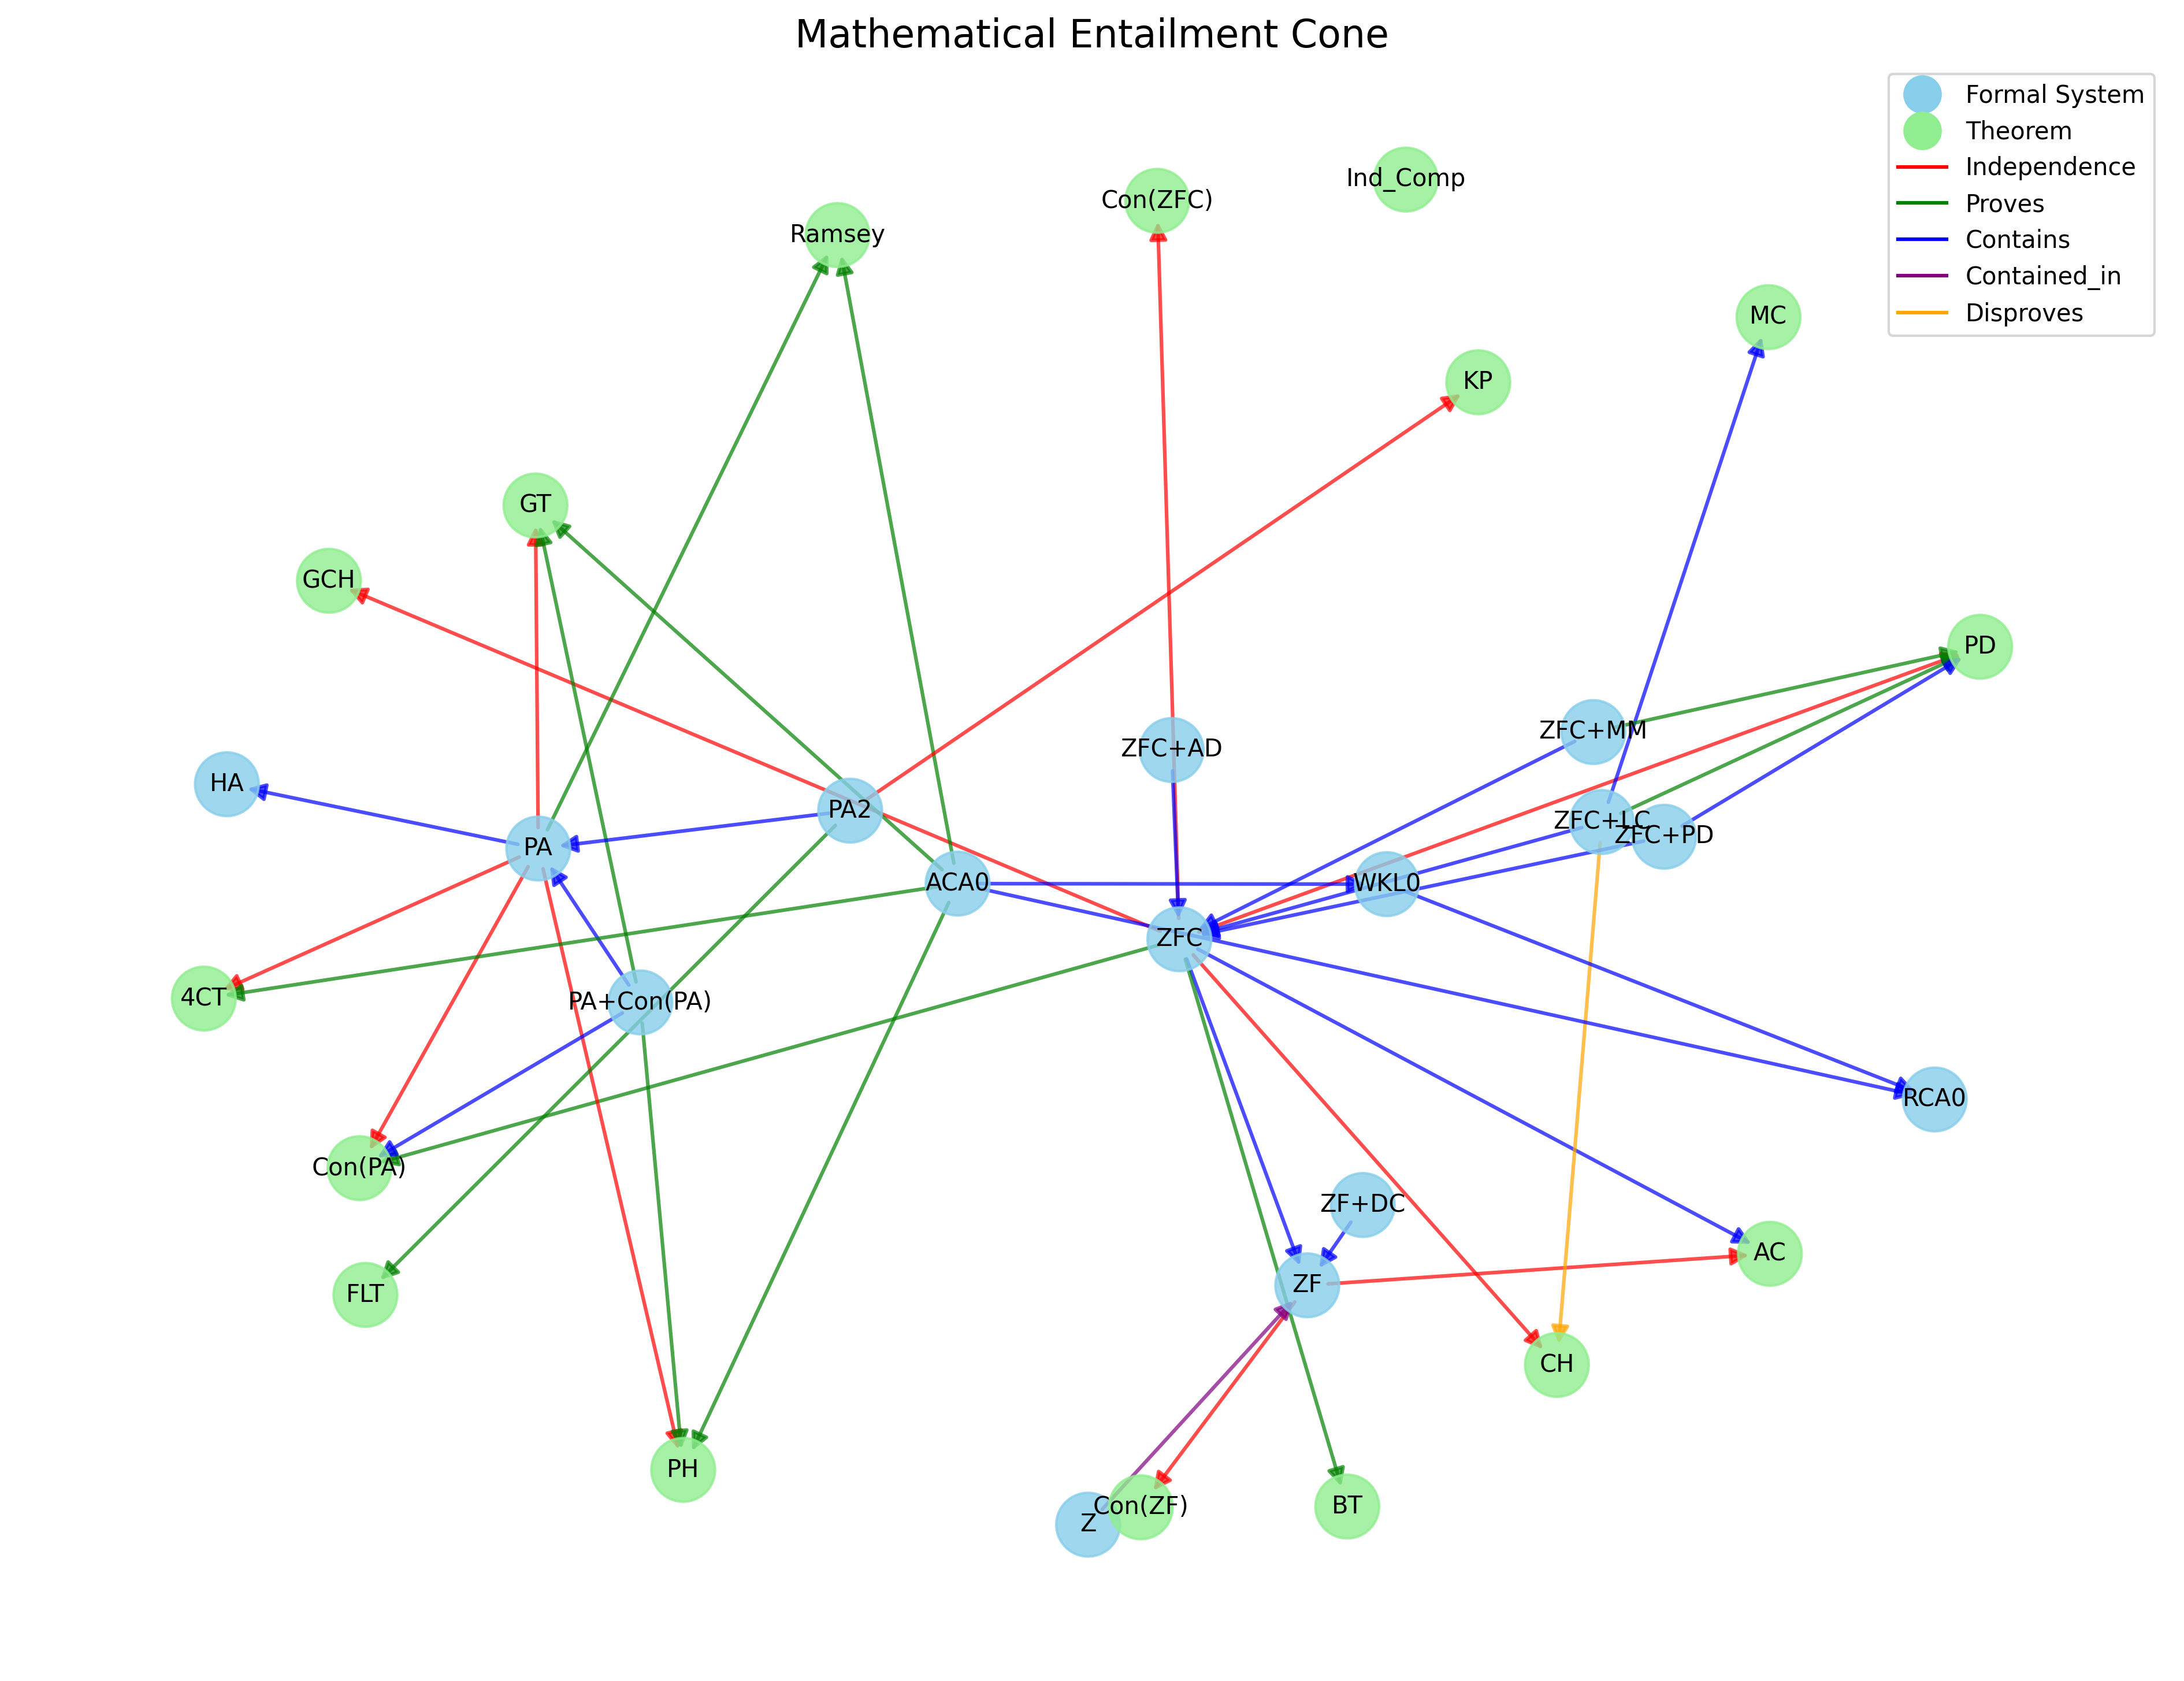 Mathematical Entailment Cone
Formal System
Theorem
Independence
Proves
Contains
Contained_in
Disproves
Ind_Comp
Con(ZFC)
Ramsey
MC
KP
GT
GCH
PD
ZFC+MM
ZFC+AD
HA
PA2
ZFC+LC
ZFC+PD
PA
ACA0
WKL0
ZFC
4CT
PA+Con(PA)
RCA0
Con(PA)
ZF+DC
AC
ZF
FLT
CH
PH
Con(ZF)
BT
Z